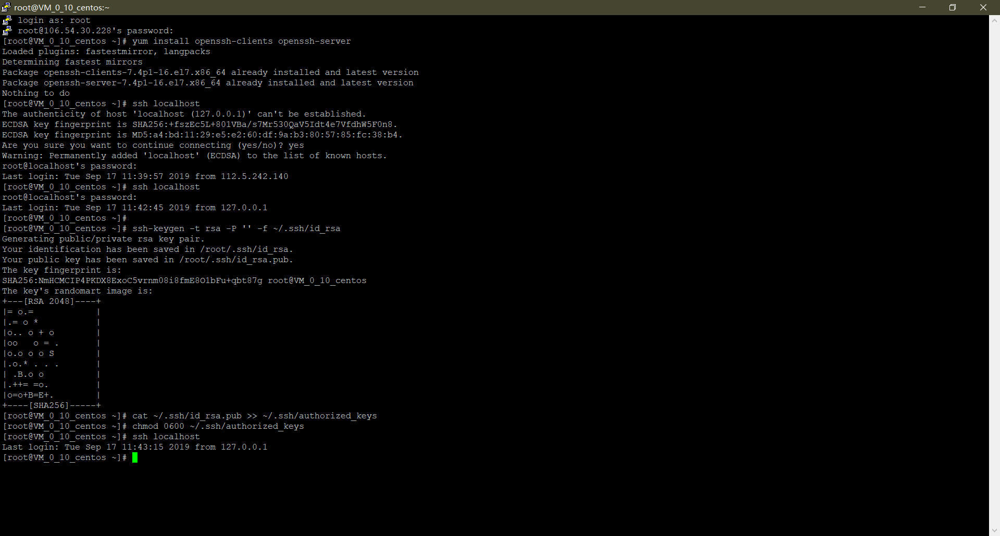 root@VM_0_10_centos:~
login as: root
root@106.54.30.228's password:
[root@VM_0_10_centos ~]# yum install openssh-clients openssh-server
Loaded plugins: fastestmirror, langpacks
Determining fastest mirrors
Package openssh-clients-7.4p1-16.el7.x86_64 already installed and latest version
Package openssh-server-7.4p1-16.el7.x86_64 already installed and latest version
Nothing to do
[root@VM_0_10_centos ~]# ssh localhost
The authenticity of host 'localhost (127.0.0.1)' can't be established.
ECDSA key fingerprint is SHA256:+fszEc5L+801VBa/s7Mr530QaV5Idt4e7VfdhW5F0n8.
ECDSA key fingerprint is MD5:a4:bd:11:29:e5:e2:60:df:9a:b3:80:57:85:fc:38:b4.
Are you sure you want to continue connecting (yes/no)? yes
Warning: Permanently added 'localhost' (ECDSA) to the list of known hosts.
root@localhost's password:
Last login: Tue Sep 17 11:39:57 2019 from 112.5.242.140
[root@VM_0_10_centos ~]# ssh localhost
root@localhost's password:
Last login: Tue Sep 17 11:42:45 2019 from 127.0.0.1
[root@VM_0_10_centos ~]#
[root@VM_0_10_centos ~]# ssh-keygen -t rsa -P '' -f ~/.ssh/id_rsa
Generating public/private rsa key pair.
Your identification has been saved in /root/.ssh/id_rsa.
Your public key has been saved in /root/.ssh/id_rsa.pub.
The key fingerprint is:
SHA256:NmHCMCIP4PKDX8ExoC5vrnm08i8fmE8O1bFu+qbt87g root@VM_0_10_centos
The key's randomart image is:
+---[RSA 2048]----+
|= o.=            |
|.= o *           |
|o.. o + o        |
|oo   o = .       |
|o.o o o S        |
|.o.* . . .       |
| .B.o o          |
|.++= =o.         |
|o=o+B=E+.        |
+----[SHA256]-----+
[root@VM_0_10_centos ~]# cat ~/.ssh/id_rsa.pub >> ~/.ssh/authorized_keys
[root@VM_0_10_centos ~]# chmod 0600 ~/.ssh/authorized_keys
[root@VM_0_10_centos ~]# ssh localhost
Last login: Tue Sep 17 11:43:15 2019 from 127.0.0.1
[root@VM_0_10_centos ~]#